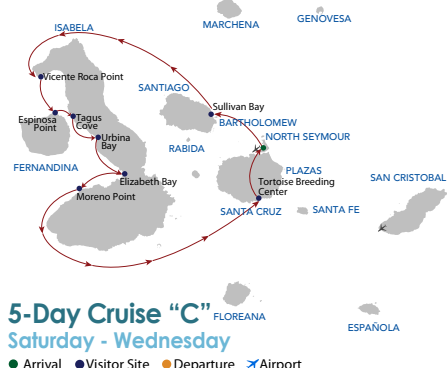 MARCHENA
GENOVESA
ISABELA
Vicente Roca Point
SANTIAGO
Sullivan Bay
Espinosa
Point
Tagus
Cove
BARTHOLOMEW
Urbina
Bay
NORTH SEYMOUR
RABIDA
FERNANDINA
PLAZAS
Elizabeth Bay
Tortoise Breeding
Center
SAN CRISTOBAL
Moreno Point
SANTA CRUZ
SANTA FE
5-Day Cruise “C”
FLOREANA
Saturday - Wednesday
ESPAÑOLA
Arrival Visitor Site Departure Airport